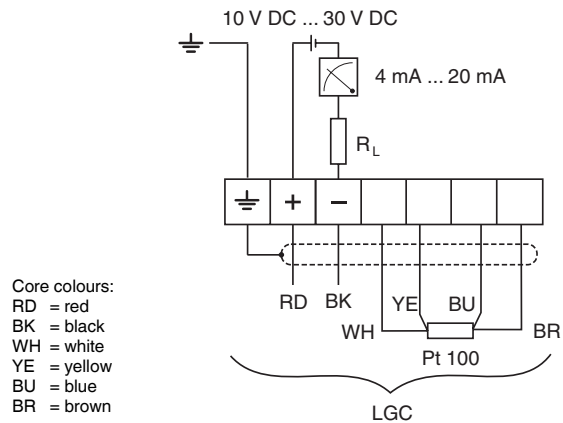 10 V DC ... 30 V DC
4 mA ... 20 mA
RL
+ −
RD BK YE BU
WH BR
Pt 100
LGC
Core colours:
RD = red
BK = black
WH = white
YE = yellow
BU = blue
BR = brown